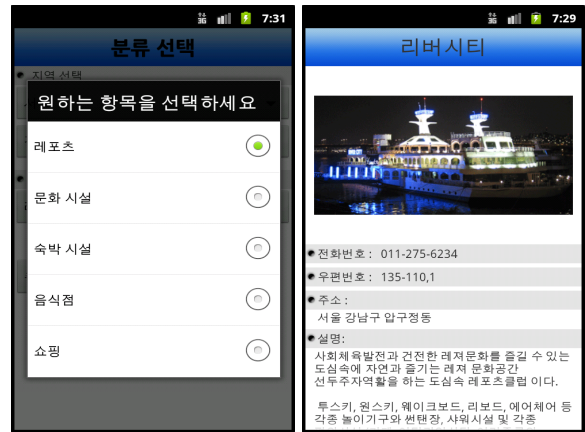 7:31
분류 선택
지역 선택
원하는 항목을 선택하세요
레포츠
문화 시설
숙박 시설
음식점
쇼핑
3G 7:29
리버시티
전화번호 : 011-275-6234
우편번호 : 135-110,1
주소 :
서울 강남구 압구정동
설명:
사회체육발전과 건전한 레져문화를 즐길 수 있는
도심속에 자연과 즐기는 레져 문화공간
선두주자역활을 하는 도심속 레포츠클럽 이다.
투스키, 원스키, 웨이크보드, 리보드, 에어체어 등
각종 놀이기구와 썬탠장, 샤워시설 및 각종